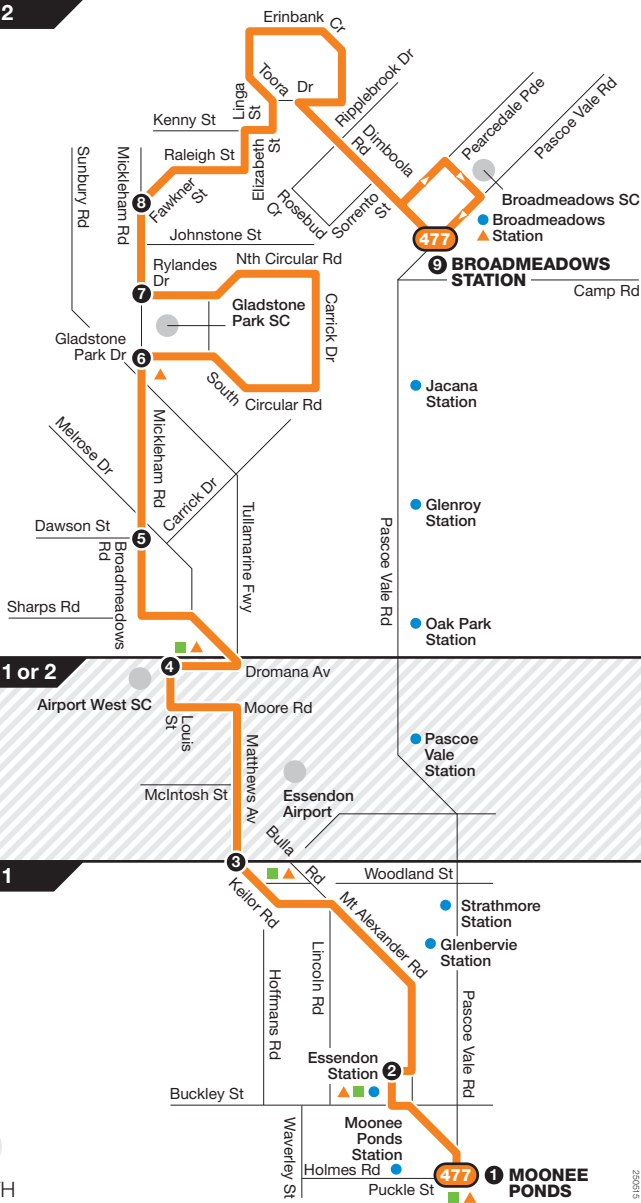 2
Erinbank Cr
Toora Dr
Ripplebrook Dr
Linga St
Kenny St
Dimboola Rd
Pearcedale Pde
Pascoe Vale Rd
Sunbury Rd
Mickleham Rd
Raleigh St
Elizabeth St
Fawkner St
8
Rosebud Cr
Sorrento St
Broadmeadows SC
Broadmeadows
Station
477
Johnstone St
9 BROADMEADOWS
STATION
Nth Circular Rd
Rylandes
Dr
7
Camp Rd
Gladstone
Park SC
Carrick Dr
Gladstone
Park Dr
6
South Circular Rd
Jacana
Station
Melrose Dr
Mickleham Rd
Carrick Dr
Tullamarine Fwy
Glenroy
Station
Dawson St
5
Broadmeadows
Rd
Pascoe Vale Rd
Sharps Rd
Oak Park
Station
1 or 2
4
Dromana Av
Airport West SC
Louis
St
Moore Rd
Matthews Av
Pascoe
Vale
Station
McIntosh St
Essendon
Airport
Bulla Rd
3
1
Keilor Rd
Woodland St
Mt Alexander Rd
Strathmore
Station
Glenbervie
Station
Hoffmans Rd
Lincoln Rd
Pascoe Vale Rd
Essendon
Station
2
Buckley St
Waverley St
Moonee
Ponds
Station
Holmes Rd
477
1 MOONEE
PONDS
Puckle St
TH
250515